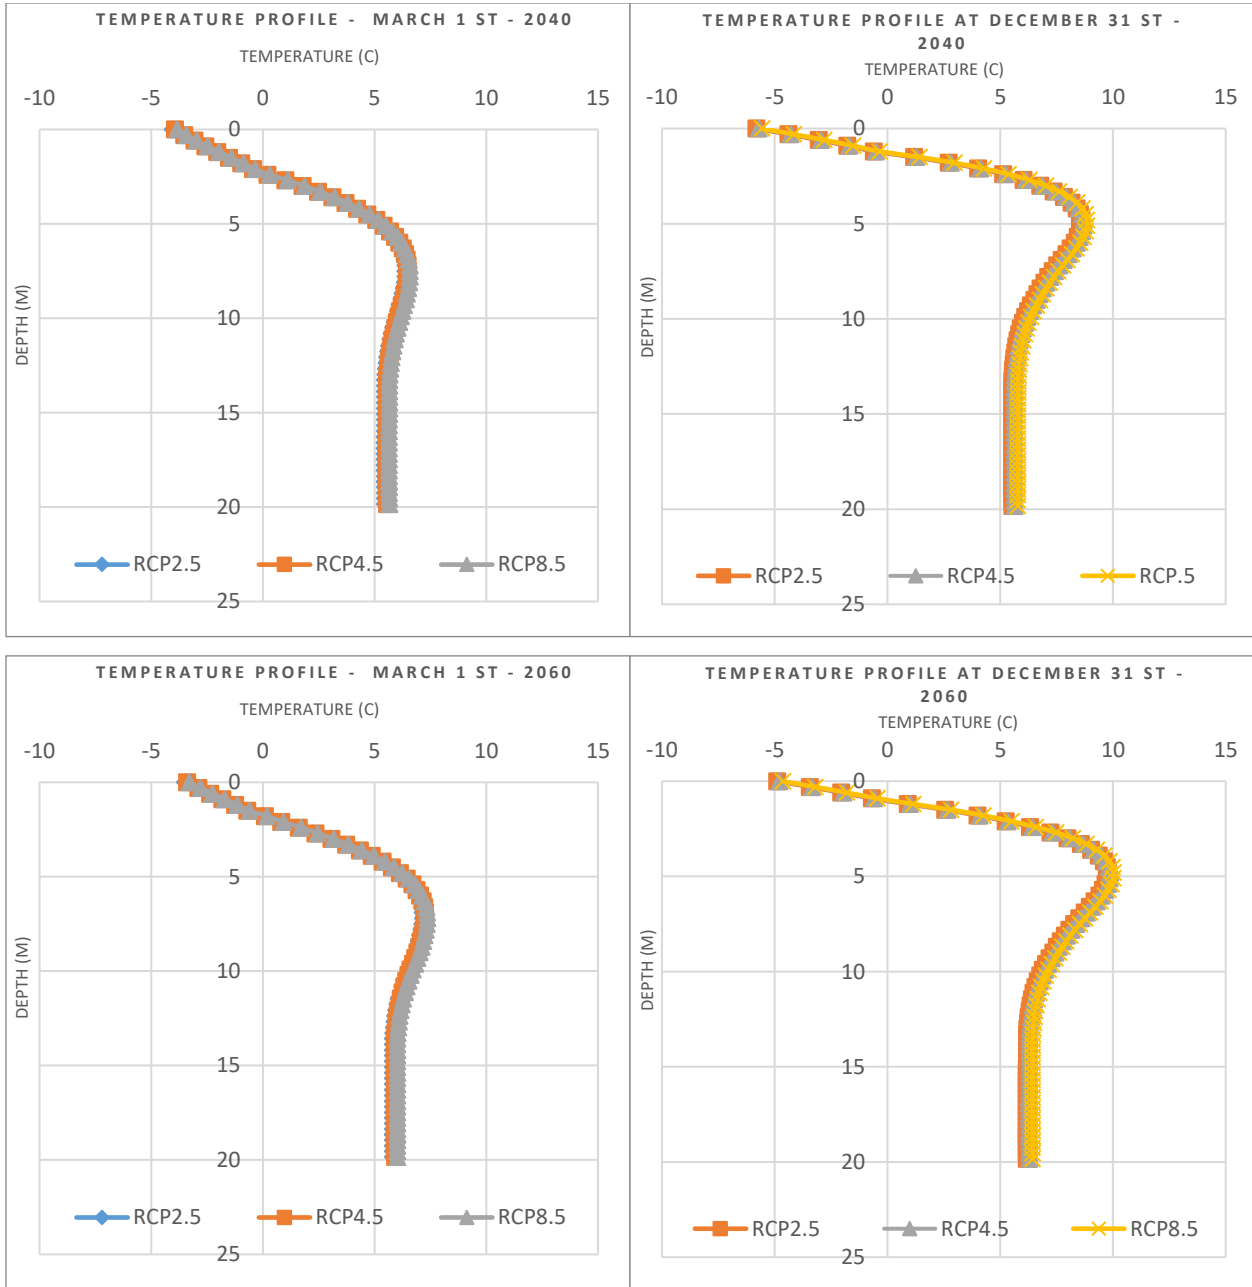 TEMPERATURE PROFILE - MARCH 1 ST - 2040
TEMPERATURE (C)
-10 -5 0 5 10 15
0
5
10
15
20
25
DEPTH (M)
RCP2.5 RCP4.5 RCP8.5
TEMPERATURE PROFILE AT DECEMBER 31 ST -
2040
TEMPERATURE (C)
-10 -5 0 5 10 15
0
5
10
15
20
25
DEPTH (M)
RCP2.5 RCP4.5 RCP.5
TEMPERATURE PROFILE - MARCH 1 ST - 2060
TEMPERATURE (C)
-10 -5 0 5 10 15
0
5
10
15
20
25
DEPTH (M)
RCP2.5 RCP4.5 RCP8.5
TEMPERATURE PROFILE AT DECEMBER 31 ST -
2060
TEMPERATURE (C)
-10 -5 0 5 10 15
0
5
10
15
20
25
DEPTH (M)
RCP2.5 RCP4.5 RCP8.5